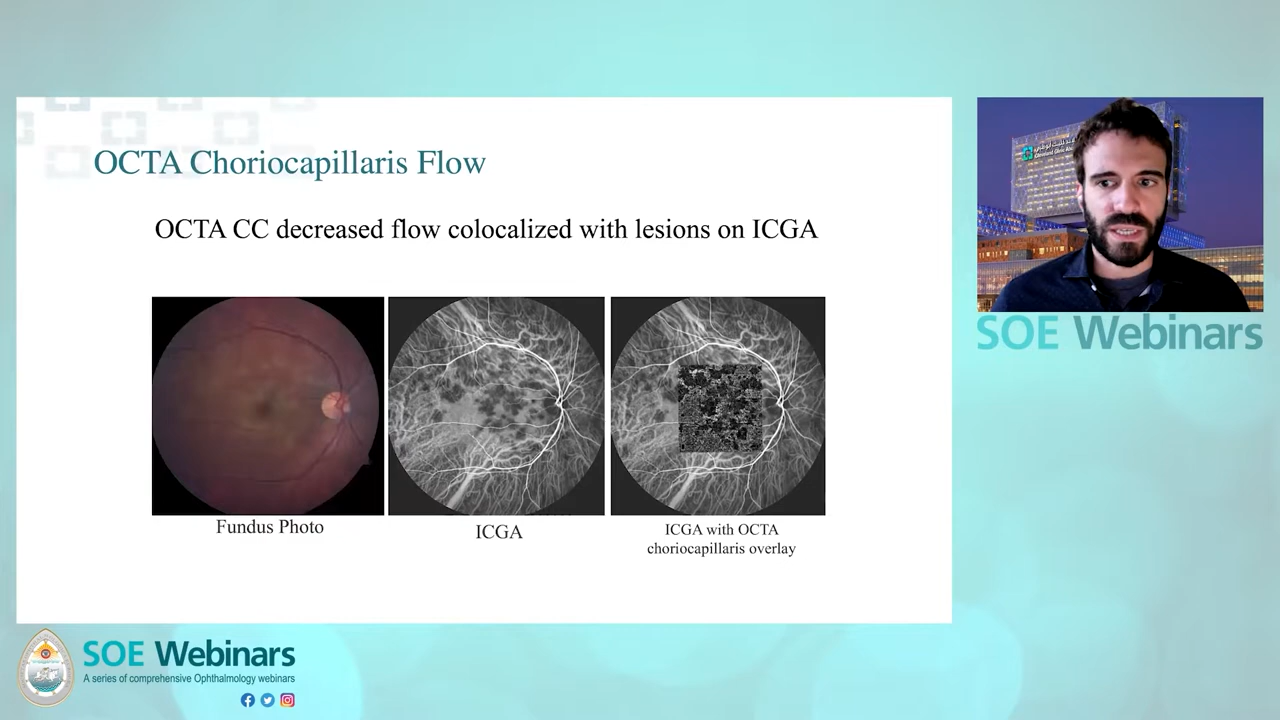 OCTA Choriocapillaris Flow
OCTA CC decreased flow colocalized with lesions on ICGA
Fundus Photo
ICGA
ICGA with OCTA
choriocapillaris overlay
SOE Webinars
SOE Webinars
A series of comprehensive Ophthalmology webinars